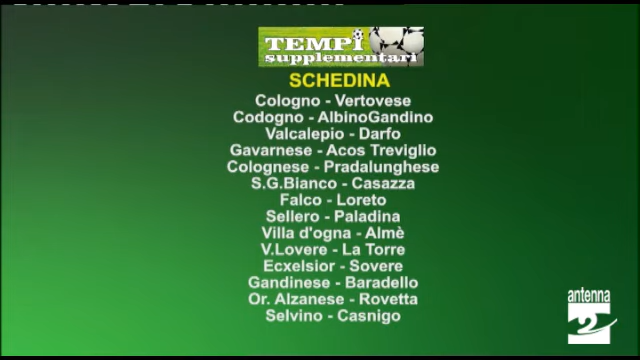 TEMPI
supplementari
SCHEDINA
Cologno - Vertovese
Codogno - AlbinoGandino
Valcalepio - Darfo
Gavarnese - Acos Treviglio
Colognese - Pradalunghese
S.G.Bianco - Casazza
Falco - Loreto
Sellero - Paladina
Villa d'ogna - Almè
V.Lovere - La Torre
Ecxelsior - Sovere
Gandinese - Baradello
Or. Alzanese - Rovetta
Selvino - Casnigo
antenna
2